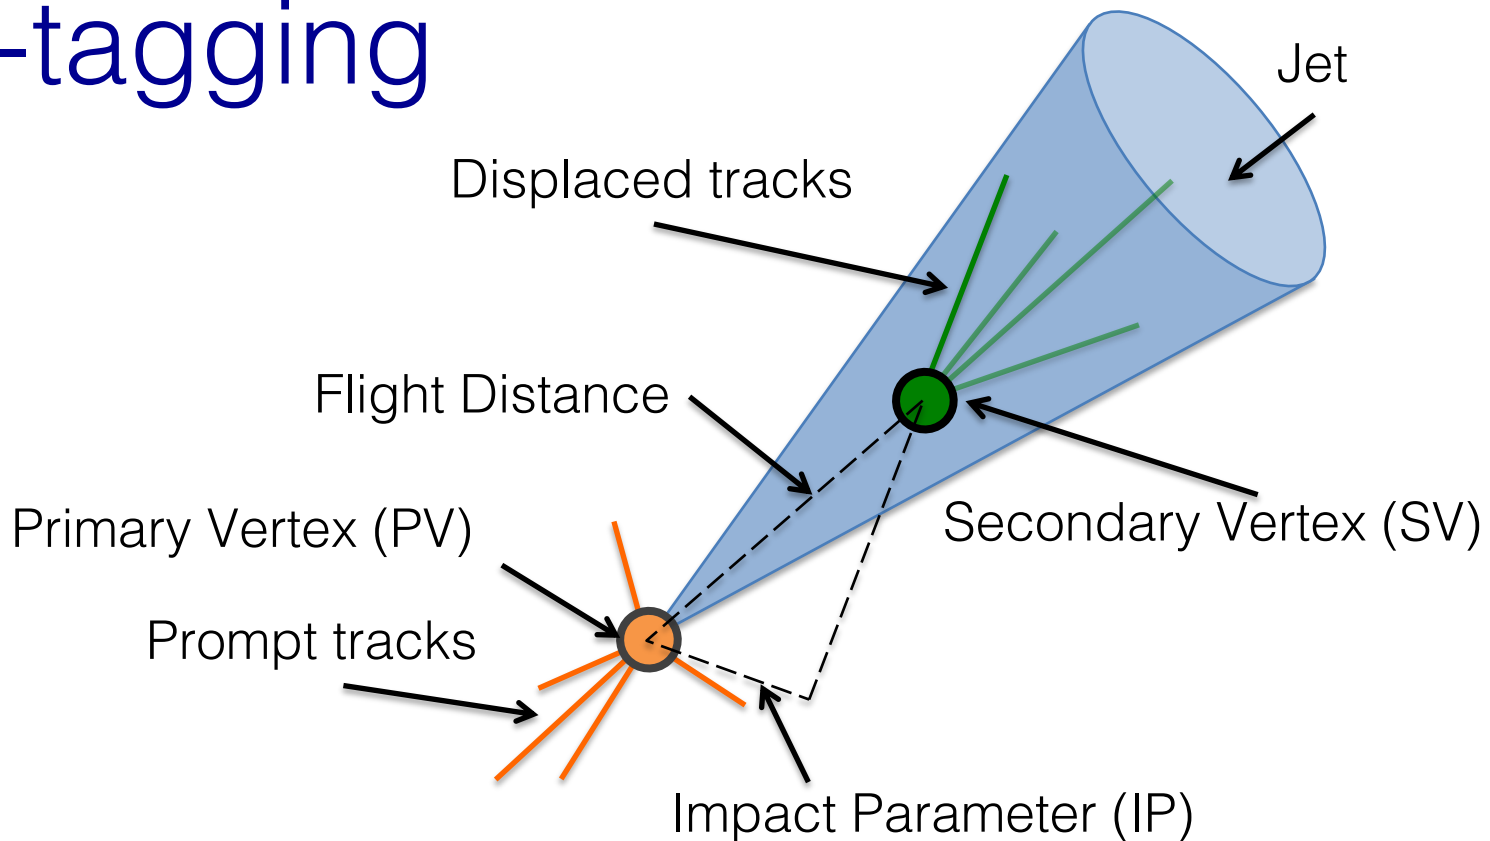 -tagging
Jet
Displaced tracks
Flight Distance
Primary Vertex (PV)
Secondary Vertex (SV)
Prompt tracks
Impact Parameter (IP)